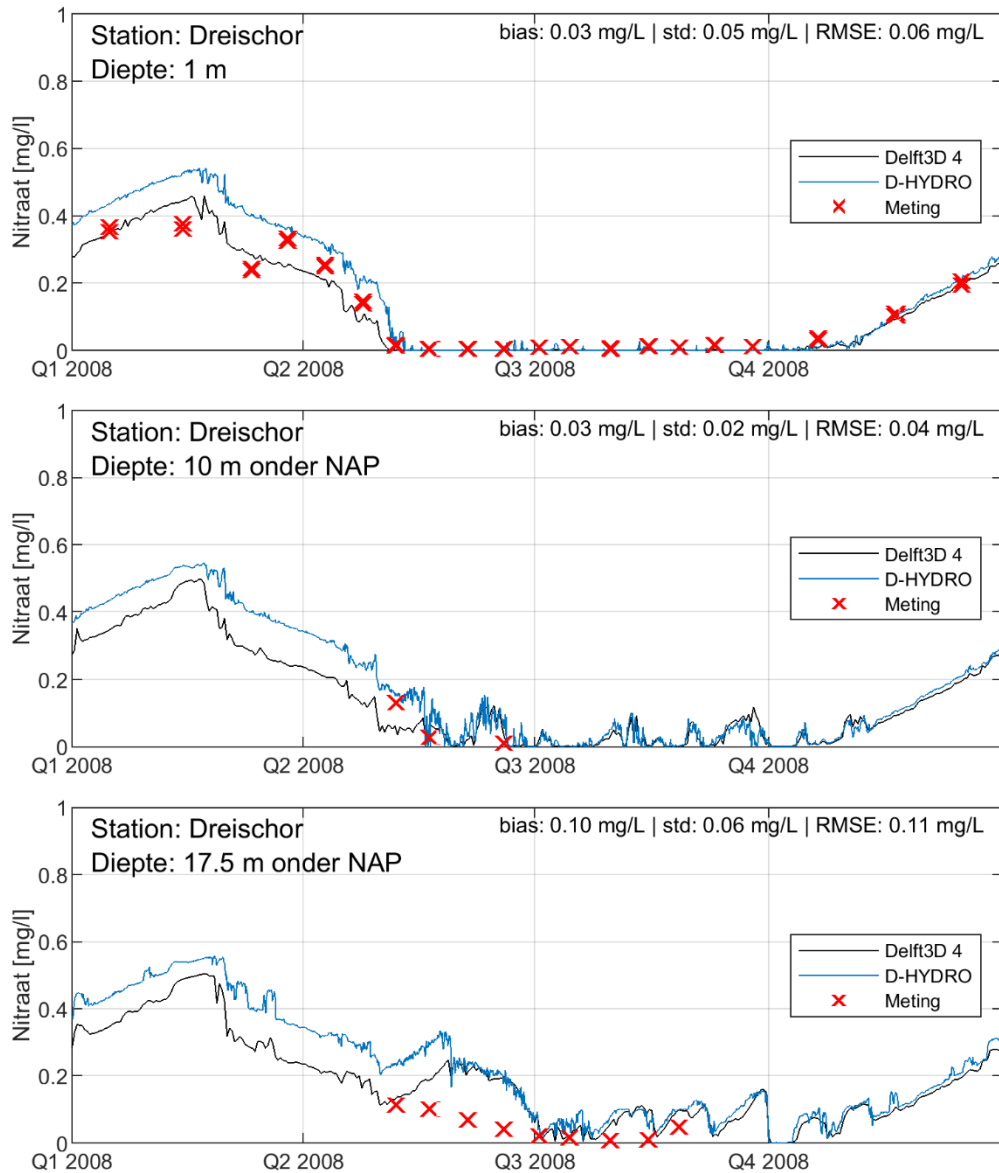 Station: Dreischor
Diepte: 1 m
bias: 0.03 mg/L | std: 0.05 mg/L | RMSE: 0.06 mg/L
Nitraat [mg/l]
1
0.8
0.6
0.4
0.2
0
Delft3D 4
D-HYDRO
Meting
Q1 2008
Q2 2008
Q3 2008
Q4 2008
Station: Dreischor
Diepte: 10 m onder NAP
bias: 0.03 mg/L | std: 0.02 mg/L | RMSE: 0.04 mg/L
Nitraat [mg/l]
1
0.8
0.6
0.4
0.2
0
Delft3D 4
D-HYDRO
Meting
Q1 2008
Q2 2008
Q3 2008
Q4 2008
Station: Dreischor
Diepte: 17.5 m onder NAP
bias: 0.10 mg/L | std: 0.06 mg/L | RMSE: 0.11 mg/L
Nitraat [mg/l]
1
0.8
0.6
0.4
0.2
0
Delft3D 4
D-HYDRO
Meting
Q1 2008
Q2 2008
Q3 2008
Q4 2008